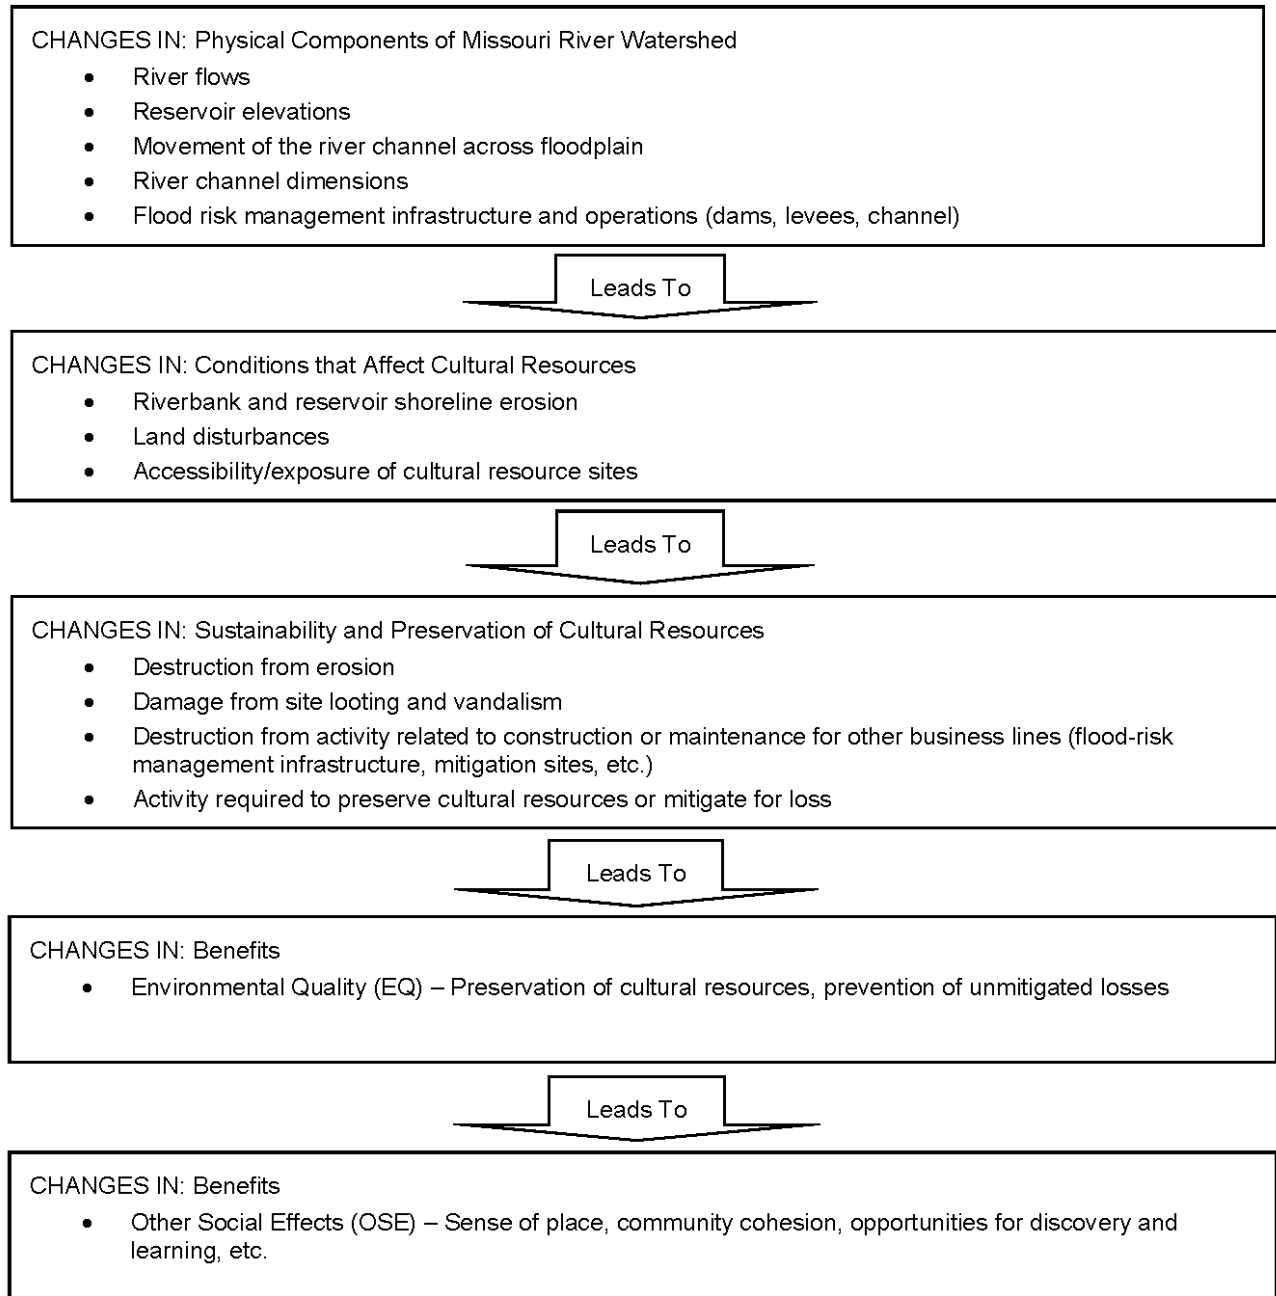 CHANGES IN: Physical Components of Missouri River Watershed
• River flows
• Reservoir elevations
• Movement of the river channel across floodplain
• River channel dimensions
• Flood risk management infrastructure and operations (dams, levees, channel)
Leads To
CHANGES IN: Conditions that Affect Cultural Resources
• Riverbank and reservoir shoreline erosion
• Land disturbances
• Accessibility/exposure of cultural resource sites
Leads To
CHANGES IN: Sustainability and Preservation of Cultural Resources
• Destruction from erosion
• Damage from site looting and vandalism
• Destruction from activity related to construction or maintenance for other business lines (flood-risk
management infrastructure, mitigation sites, etc.)
• Activity required to preserve cultural resources or mitigate for loss
Leads To
CHANGES IN: Benefits
• Environmental Quality (EQ) – Preservation of cultural resources, prevention of unmitigated losses
Leads To
CHANGES IN: Benefits
• Other Social Effects (OSE) – Sense of place, community cohesion, opportunities for discovery and
learning, etc.